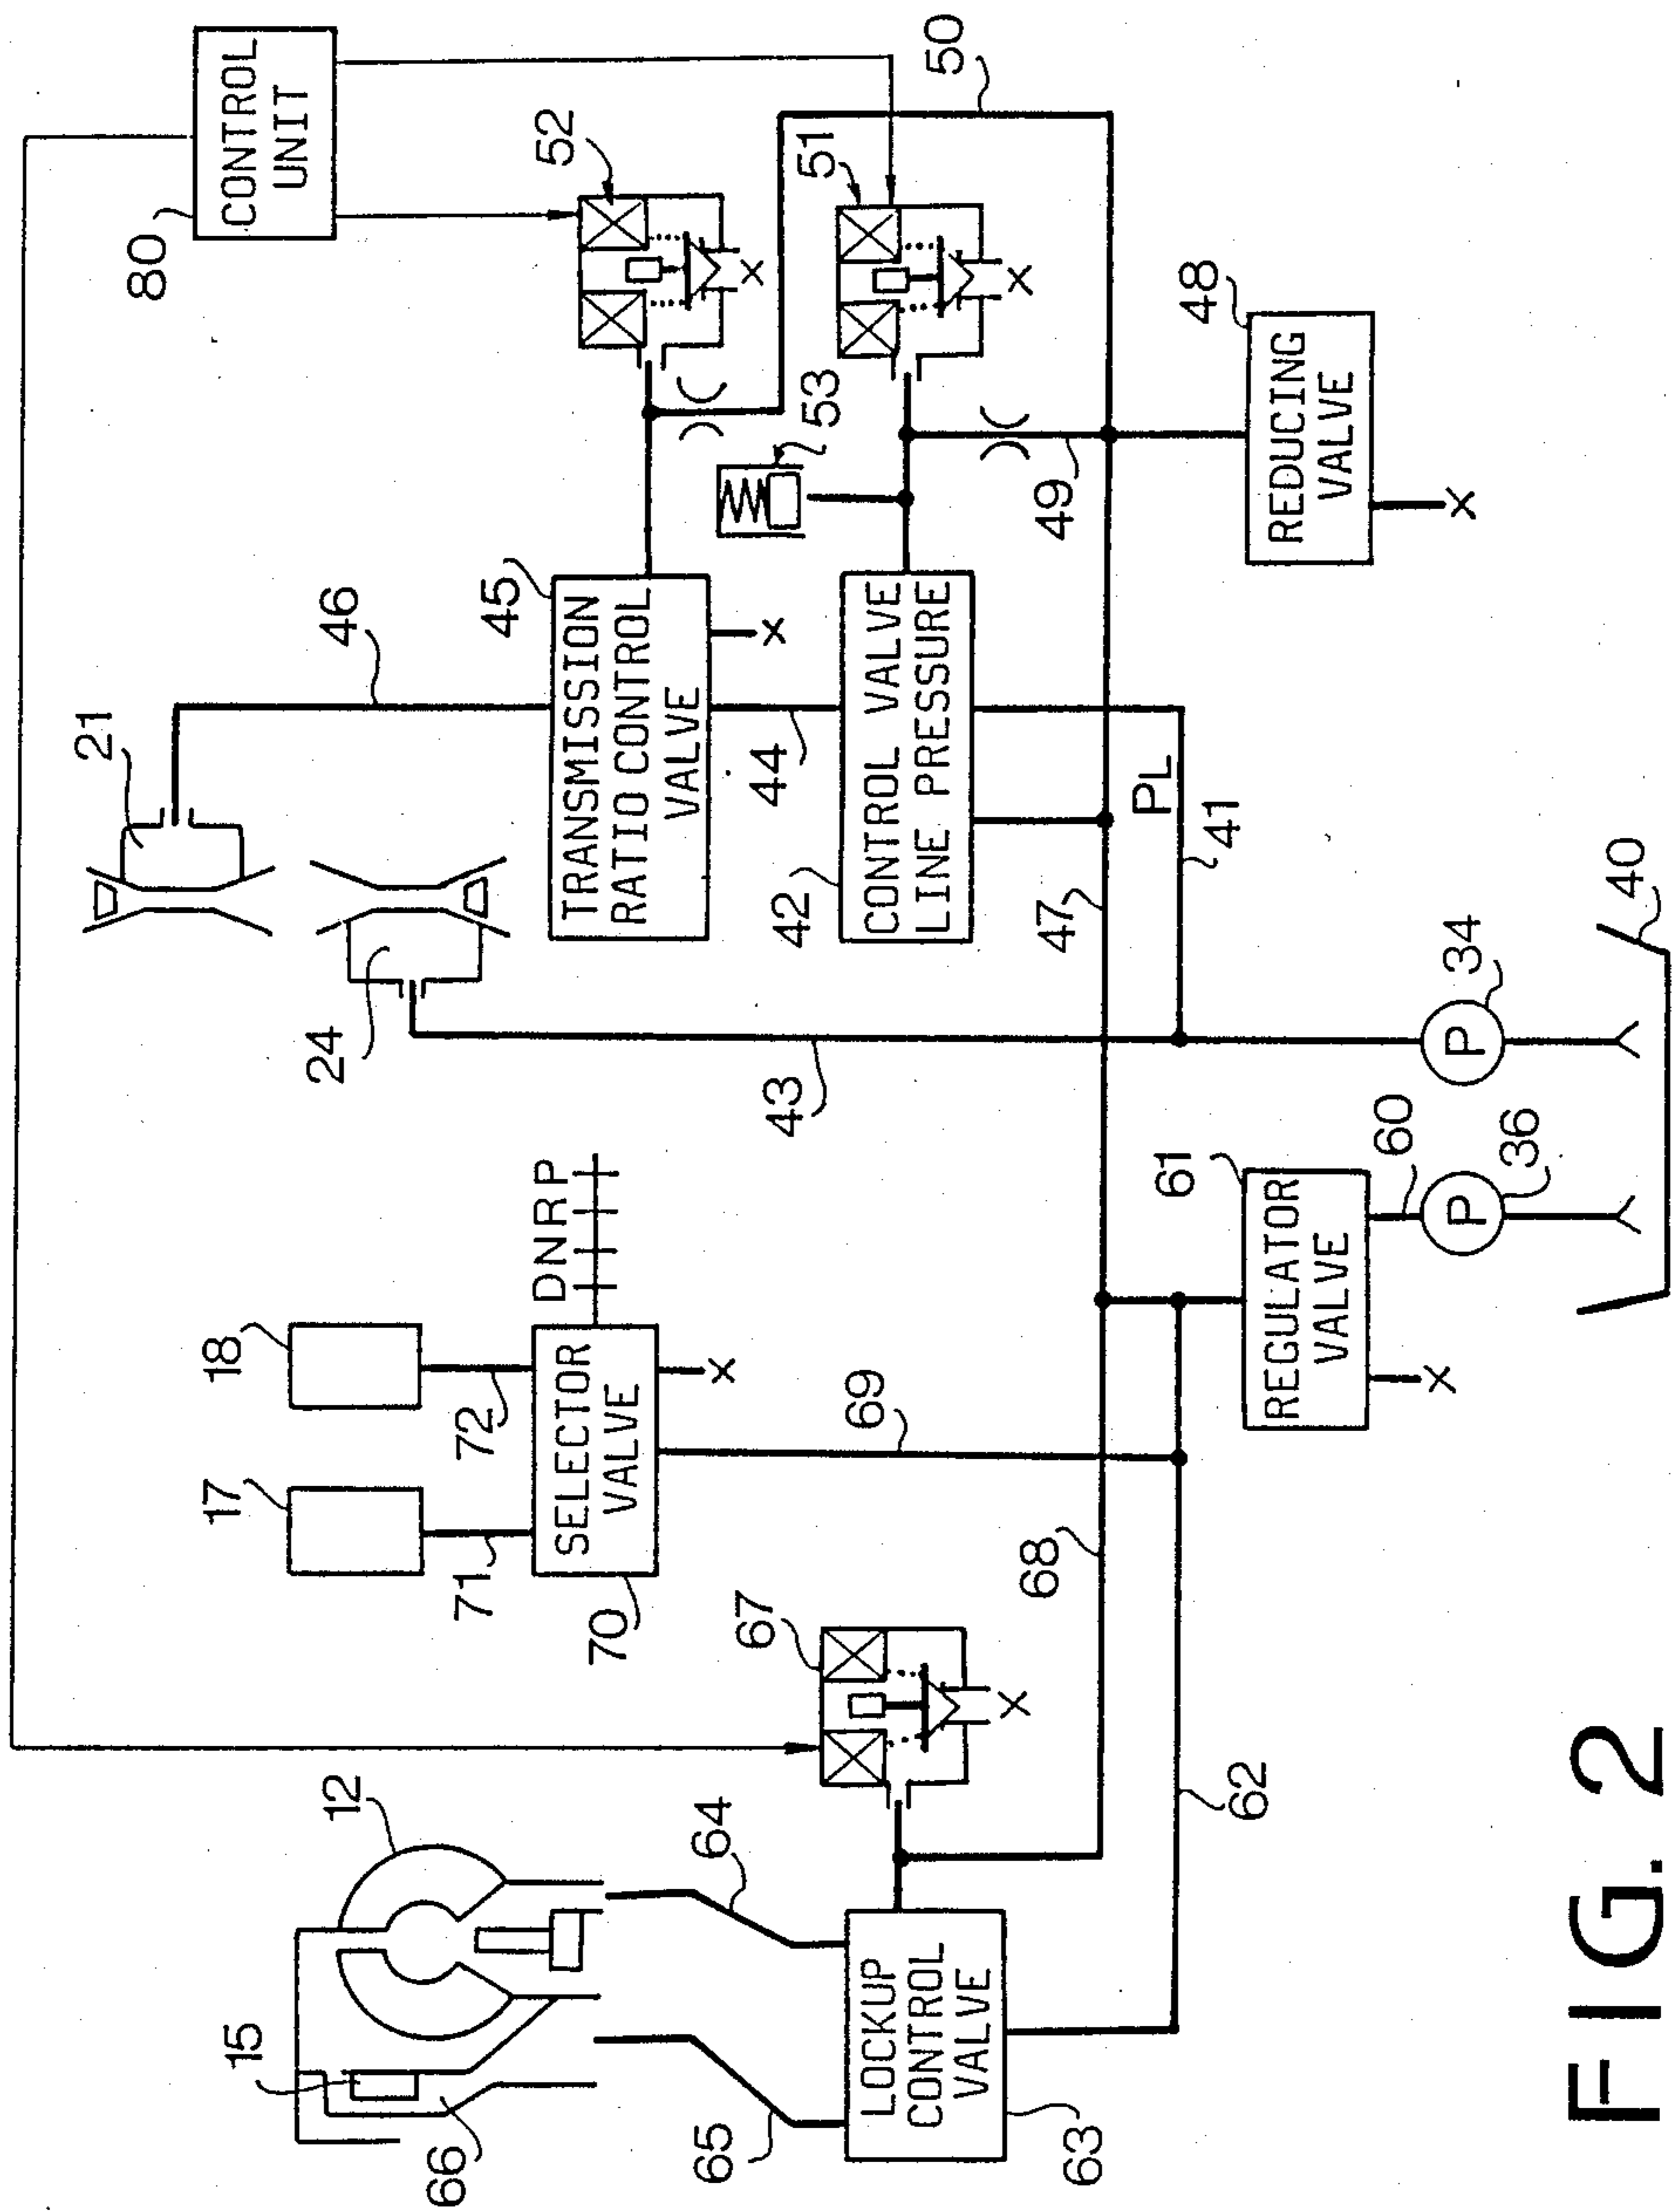 80
CONTROL
UNIT
52
50
51
X
X
53
48
REDUCING
VALVE
X
49
21
46
45
TRANSMISSION
RATIO CONTROL
VALVE
X
44
42
CONTROL VALVE
LINE PRESSURE
47
PL
41
24
43
34
P
40
18
17
72
71
DNRP
SELECTOR
VALVE
70
X
69
61
REGULATOR
VALVE
X
60
P
36
12
15
66
64
65
67
X
68
62
LOCKUP
CONTROL
VALVE
63
FIG. 2